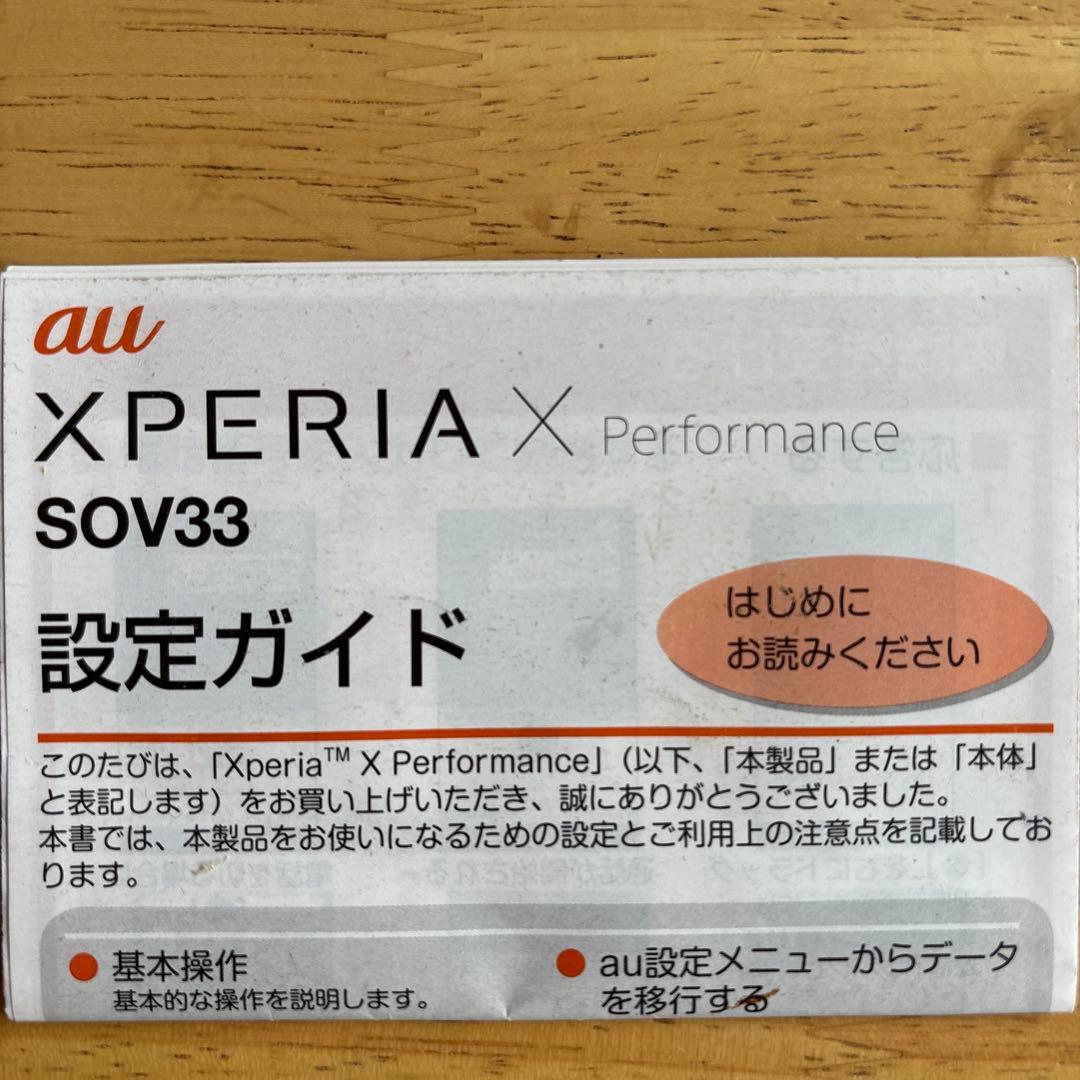 au
XPERIA X Performance
SOV33
設定ガイド
はじめに
お読みください
このたびは、「Xperia™ X Performance」(以下、「本製品」または「本体」
と表記します)をお買い上げいただき、誠にありがとうございました。
本書では、本製品をお使いになるための設定とご利用上の注意点を記載してお
ります。
● 基本操作
基本的な操作を説明します。
● au設定メニューからデータ
を移行する